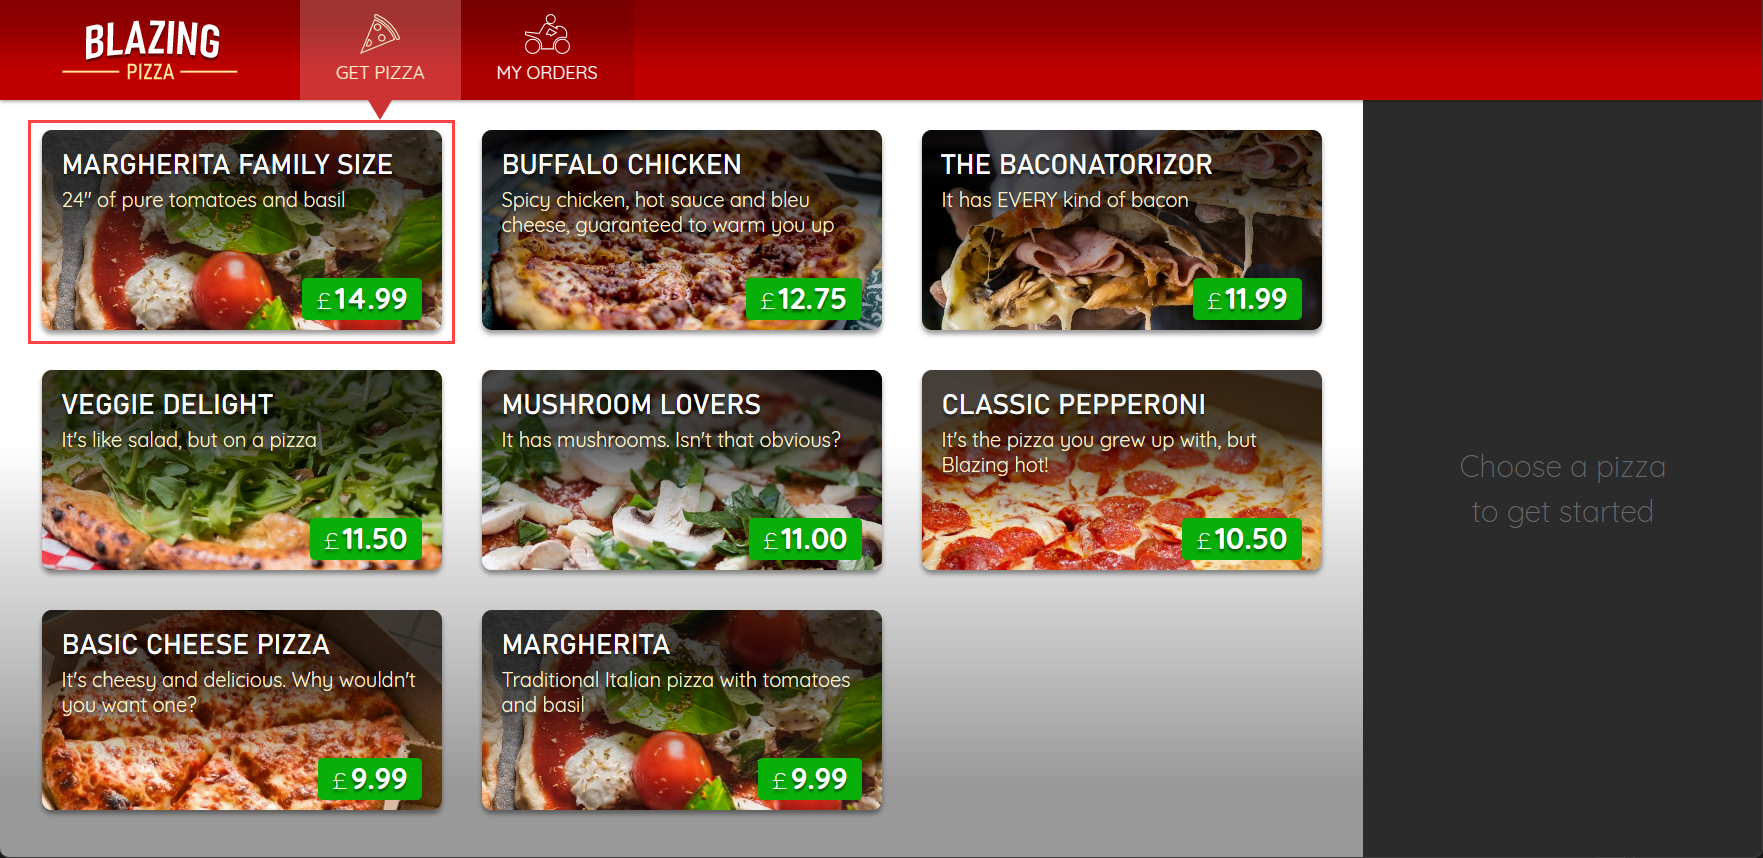 BLAZING
PIZZA
GET PIZZA
MY ORDERS
MARGHERITA FAMILY SIZE
24" of pure tomatoes and basil
£14.99
BUFFALO CHICKEN
Spicy chicken, hot sauce and bleu
cheese, guaranteed to warm you up
£12.75
THE BACONATORIZOR
It has EVERY kind of bacon
£11.99
VEGGIE DELIGHT
It's like salad, but on a pizza
£11.50
MUSHROOM LOVERS
It has mushrooms. Isn't that obvious?
£11.00
CLASSIC PEPPERONI
It's the pizza you grew up with, but
Blazing hot!
£10.50
BASIC CHEESE PIZZA
It's cheesy and delicious. Why wouldn't
you want one?
£9.99
MARGHERITA
Traditional Italian pizza with tomatoes
and basil
£9.99
Choose a pizza
to get started